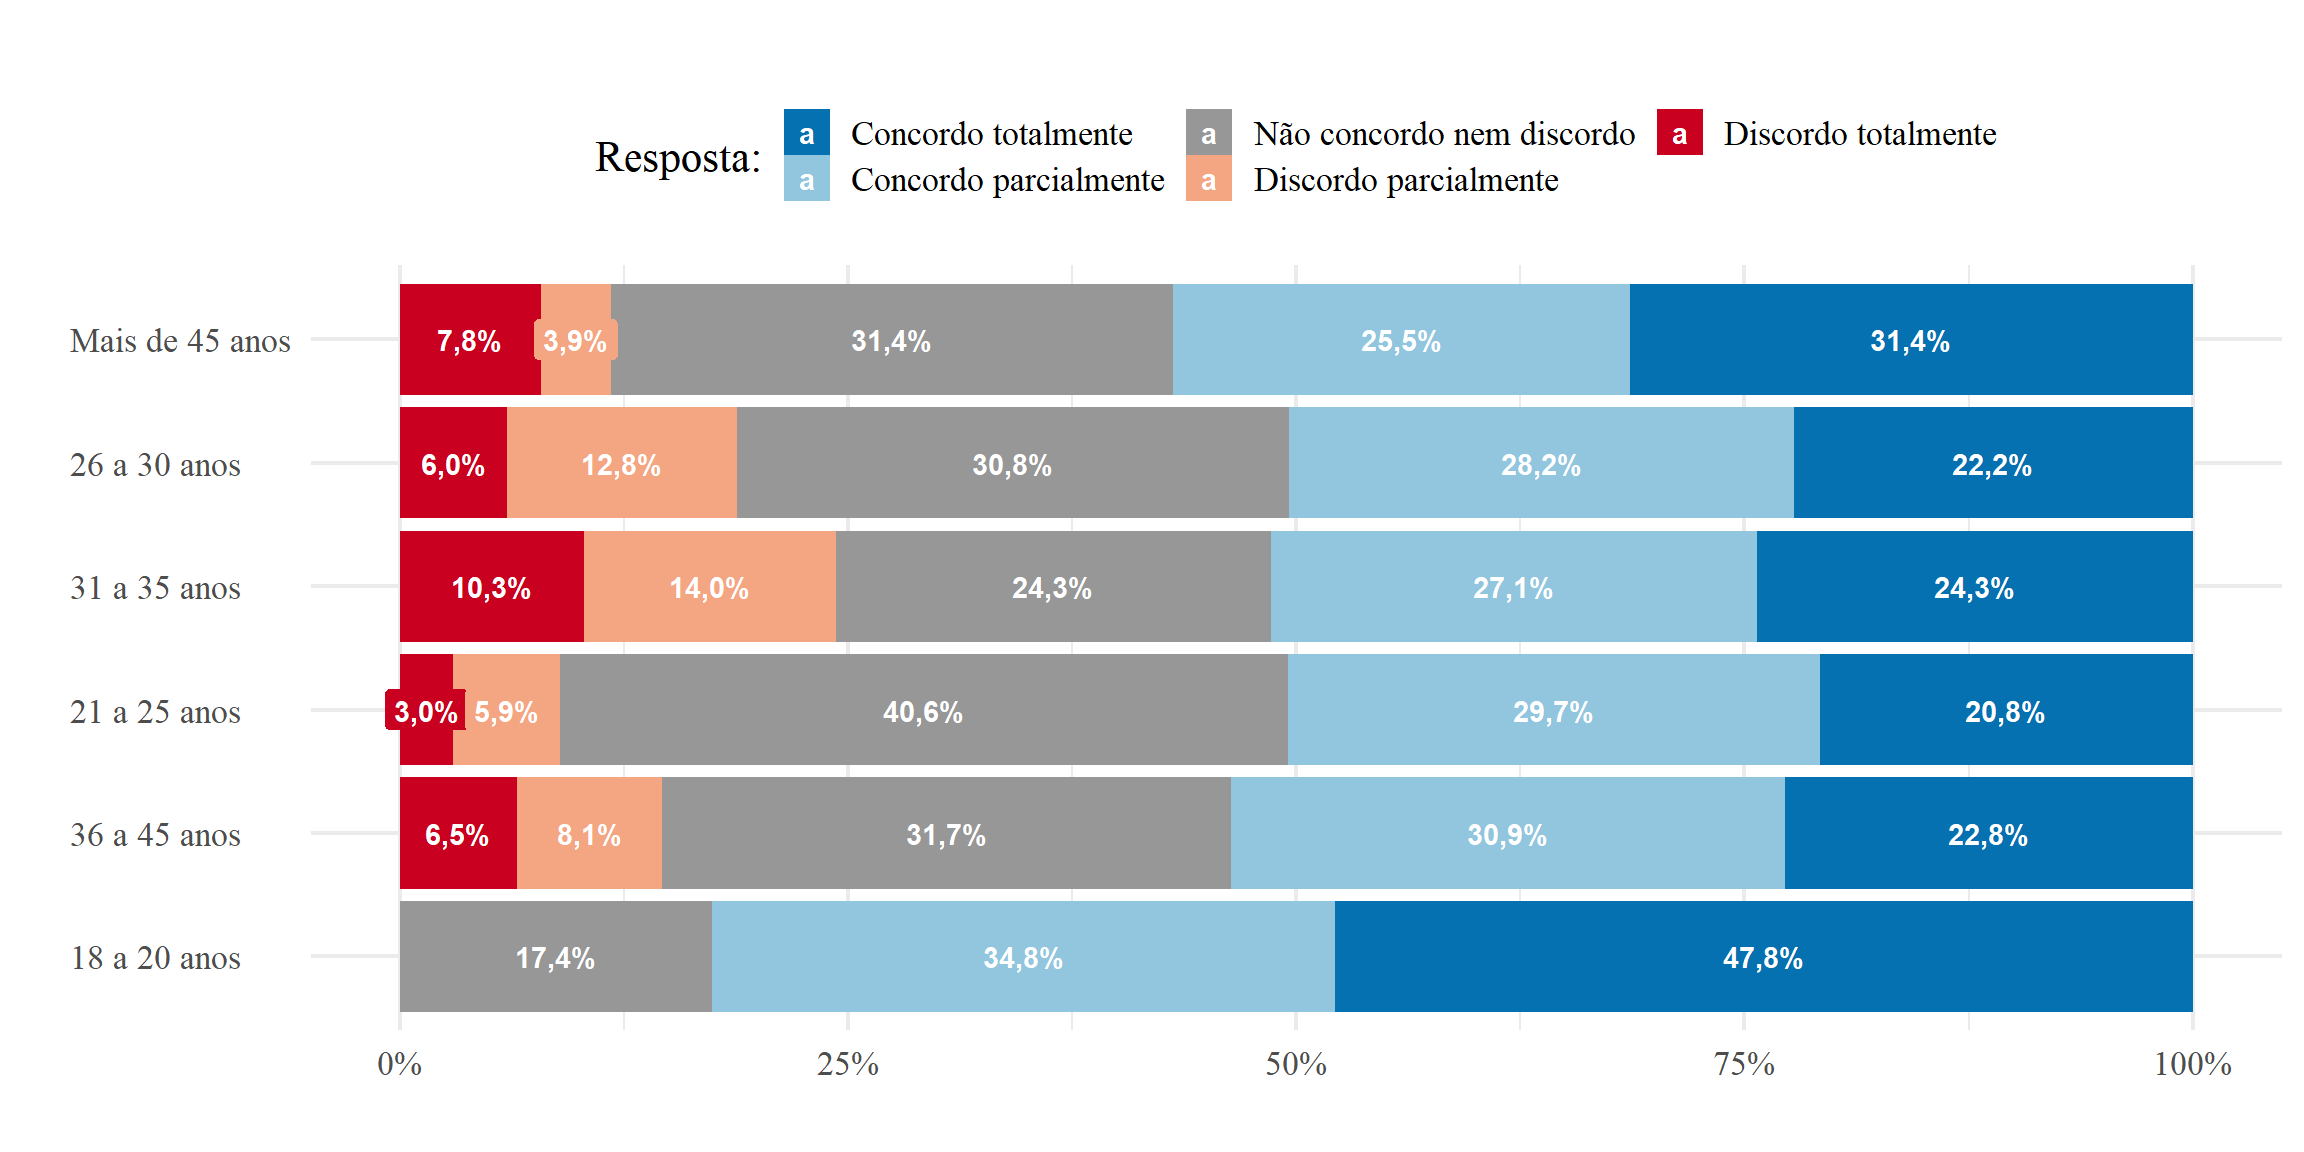 Resposta:
a Concordo totalmente a Não concordo nem discordo a Discordo totalmente
a Concordo parcialmente a Discordo parcialmente
Mais de 45 anos 7,8% 3,9% 31,4% 25,5% 31,4%
26 a 30 anos 6,0% 12,8% 30,8% 28,2% 22,2%
31 a 35 anos 10,3% 14,0% 24,3% 27,1% 24,3%
21 a 25 anos 3,0% 5,9% 40,6% 29,7% 20,8%
36 a 45 anos 6,5% 8,1% 31,7% 30,9% 22,8%
18 a 20 anos 17,4% 34,8% 47,8%
0% 25% 50% 75% 100%